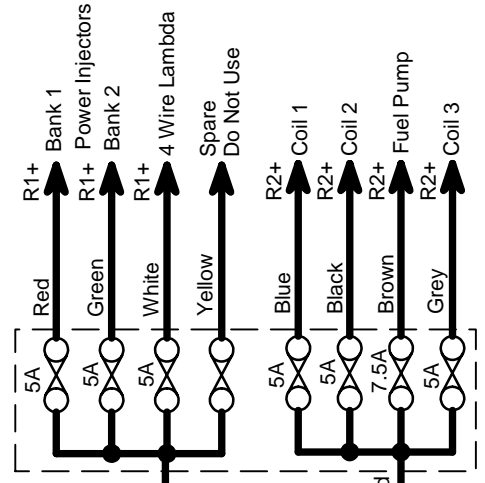 Bank 1
Power Injectors
Bank 2
4 Wire Lambda
Spare
Do Not Use
Coil 1
Coil 2
Fuel Pump
Coil 3
R1+
R1+
R1+
R2+
R2+
R2+
R2+
Red
Green
White
Yellow
Blue
Black
Brown
Grey
5A
5A
5A
5A
5A
7.5A
5A